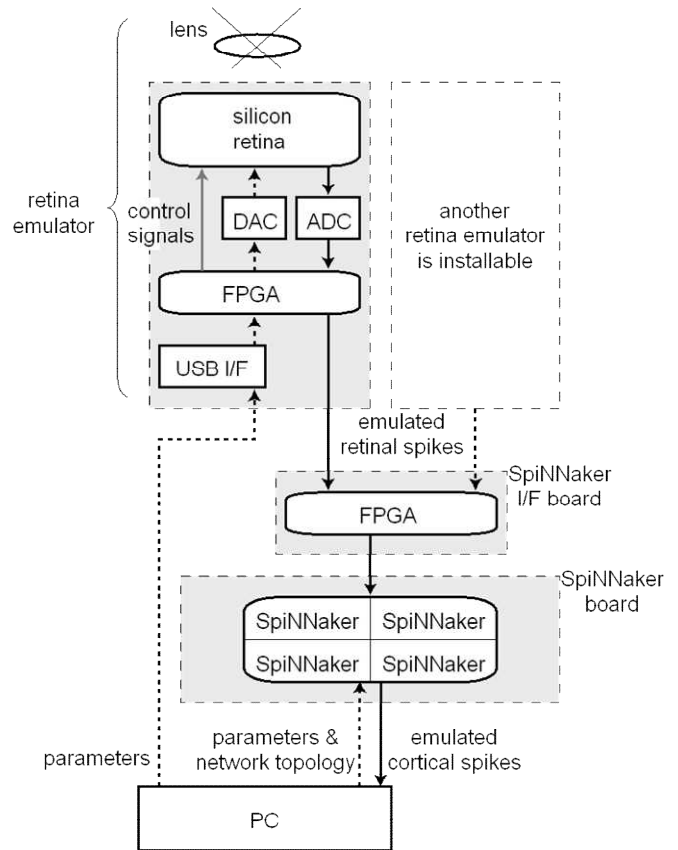 lens
silicon
retina
retina
emulator
control
signals
DAC
ADC
another
retina emulator
is installable
FPGA
USB I/F
emulated
retinal spikes
SpiNNaker
I/F board
FPGA
SpiNNaker
board
SpiNNaker SpiNNaker
SpiNNaker SpiNNaker
parameters
parameters &
network topology
emulated
cortical spikes
PC